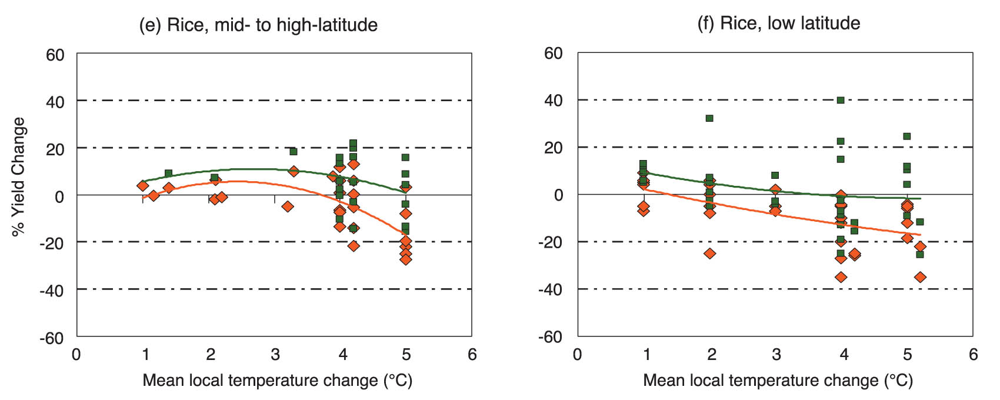 (e) Rice, mid- to high-latitude
% Yield Change
60
40
20
0
-20
-40
-60
0 1 2 3 4 5 6
Mean local temperature change (°C)
(f) Rice, low latitude
60
40
20
0
-20
-40
-60
0 1 2 3 4 5 6
Mean local temperature change (°C)